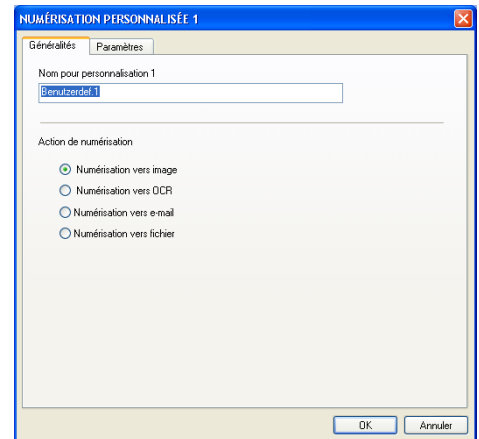 NUMÉRISATION PERSONNALISÉE 1
Généralités Paramètres
Nom pour personnalisation 1
Benutzerdef.1
Action de numérisation
Numérisation vers image
Numérisation vers OCR
Numérisation vers e-mail
Numérisation vers fichier
OK Annuler